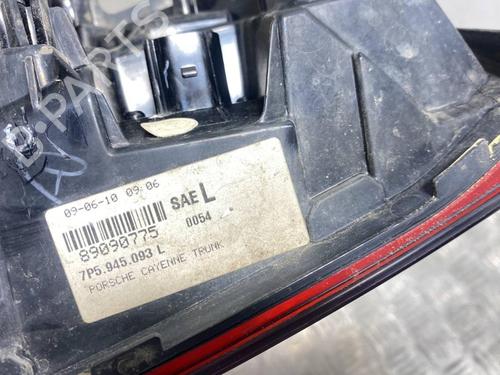 B-PARTS
09-06-10 09:06
SAE L
0054
89090775
7P5.945.093 L
PORSCHE CAYENNE TRUNK